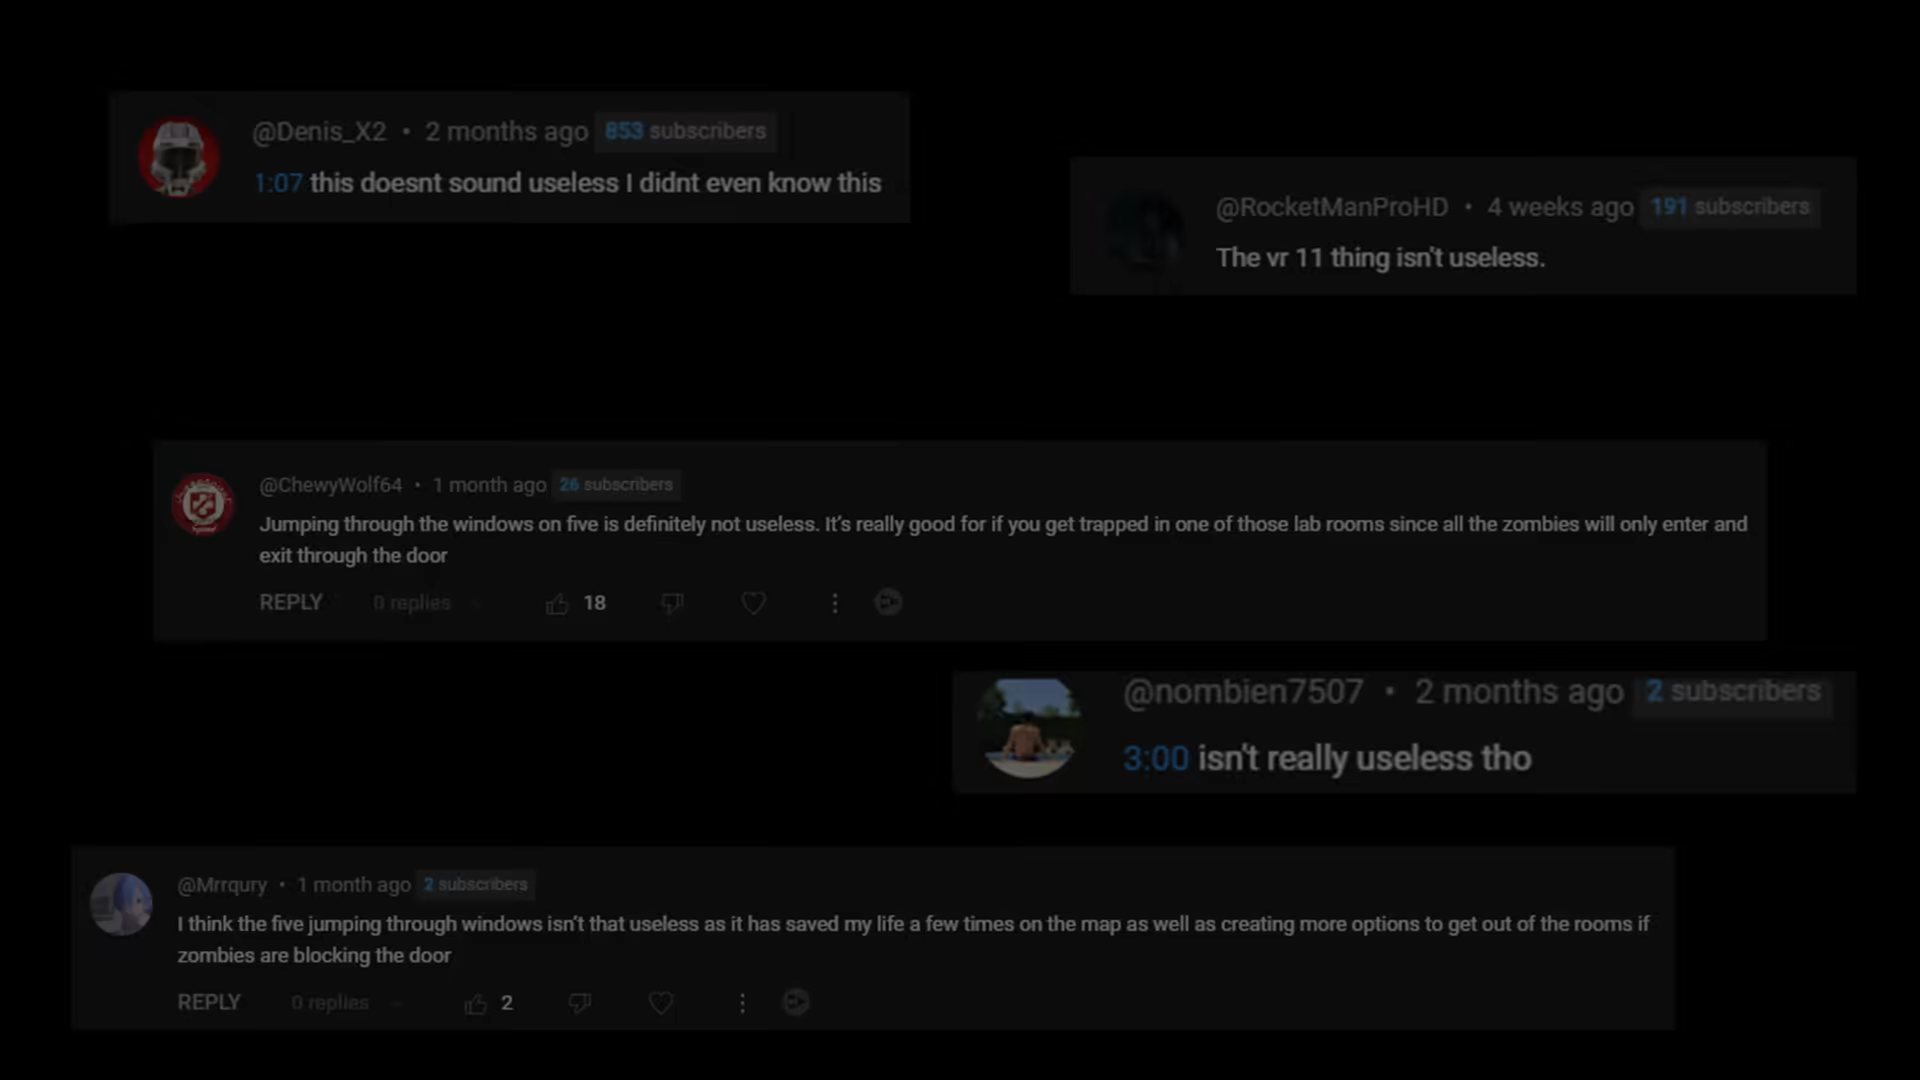 @Denis_X2 • 2 months ago 853 subscribers
1:07 this doesnt sound useless I didnt even know this
@RocketManProHD • 4 weeks ago 191 subscribers
The vr 11 thing isn't useless.
@ChewyWolf64 • 1 month ago 26 subscribers
Jumping through the windows on five is definitely not useless. It's really good for if you get trapped in one of those lab rooms since all the zombies will only enter and
exit through the door
REPLY 0 replies 18
@nombien7507 • 2 months ago 2 subscribers
3:00 isn't really useless tho
@Mrrqury • 1 month ago 2 subscribers
I think the five jumping through windows isn't that useless as it has saved my life a few times on the map as well as creating more options to get out of the rooms if
zombies are blocking the door
REPLY 0 replies 2